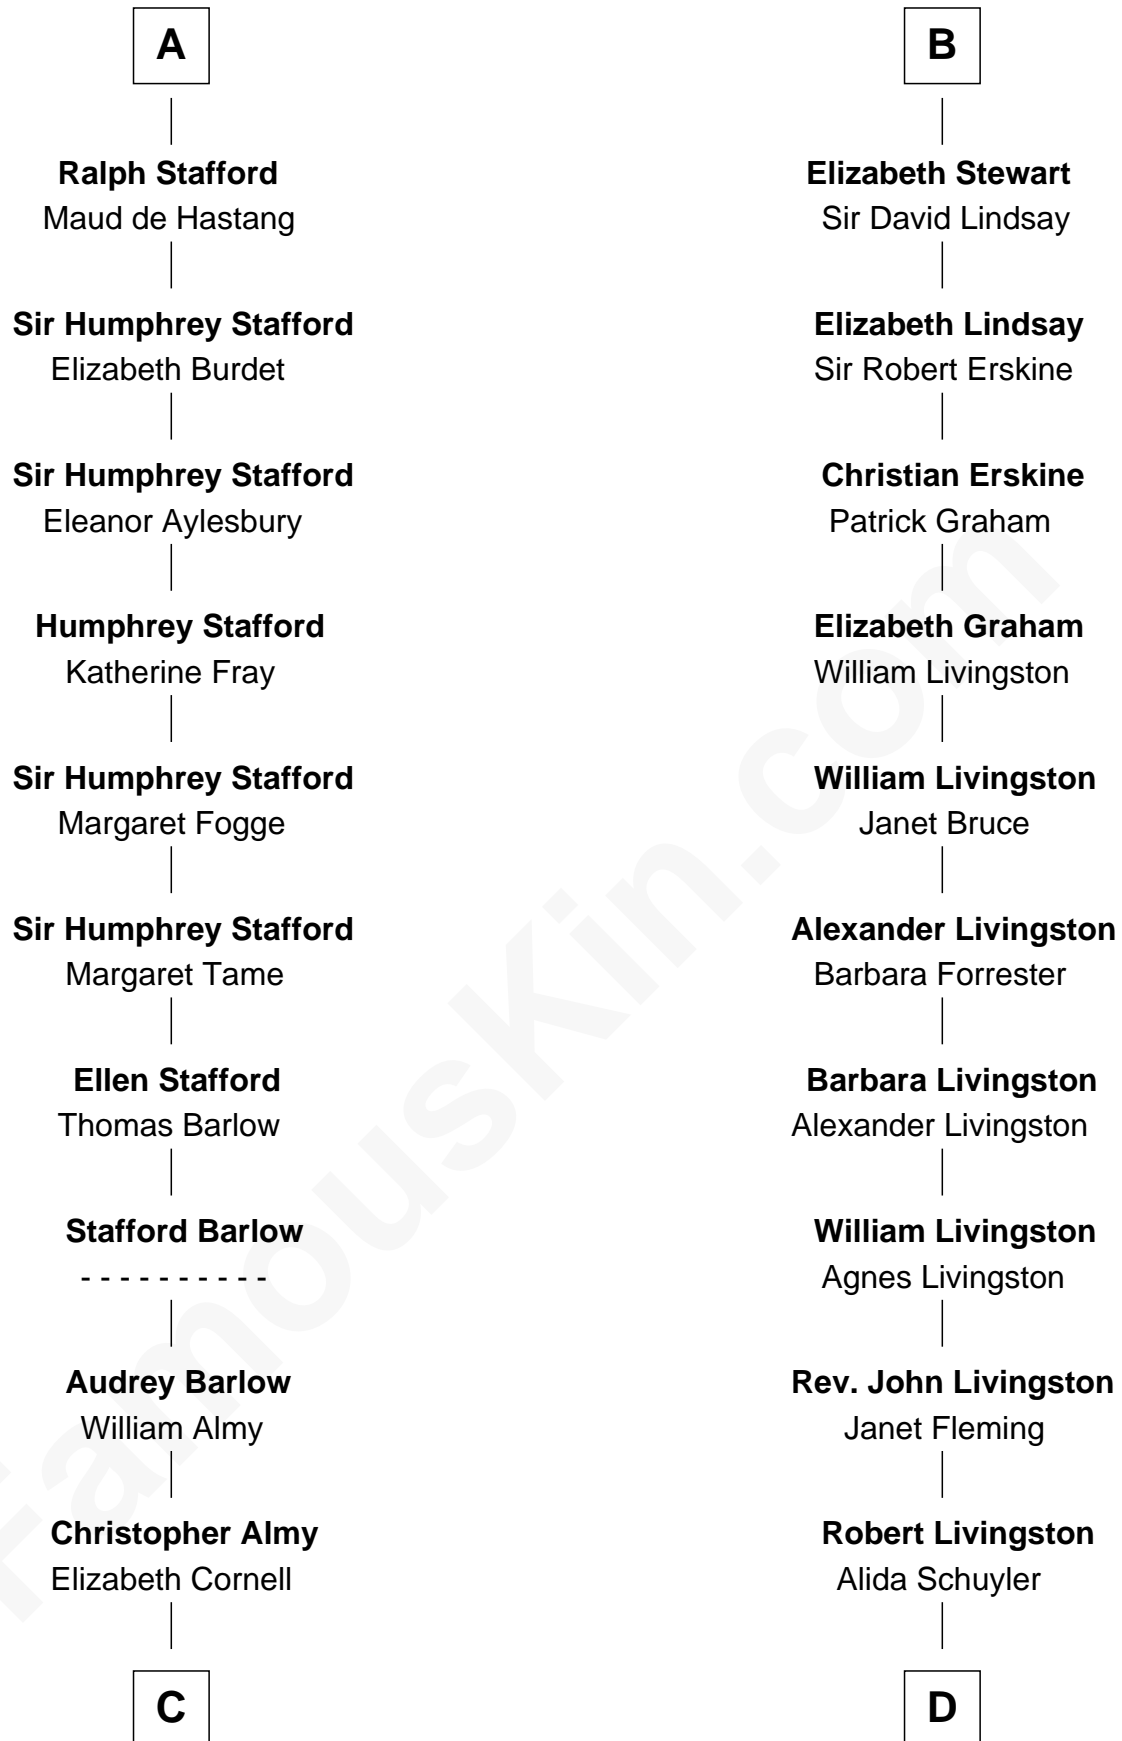 A
Ralph Stafford
Maud de Hastang
Sir Humphrey Stafford
Elizabeth Burdet
Sir Humphrey Stafford
Eleanor Aylesbury
Humphrey Stafford
Katherine Fray
Sir Humphrey Stafford
Margaret Fogge
Sir Humphrey Stafford
Margaret Tame
Ellen Stafford
Thomas Barlow
Stafford Barlow
- - - - - - - - - -
Audrey Barlow
William Almy
Christopher Almy
Elizabeth Cornell
C
B
Elizabeth Stewart
Sir David Lindsay
Elizabeth Lindsay
Sir Robert Erskine
Christian Erskine
Patrick Graham
Elizabeth Graham
William Livingston
William Livingston
Janet Bruce
Alexander Livingston
Barbara Forrester
Barbara Livingston
Alexander Livingston
William Livingston
Agnes Livingston
Rev. John Livingston
Janet Fleming
Robert Livingston
Alida Schuyler
D
FamousKin.com